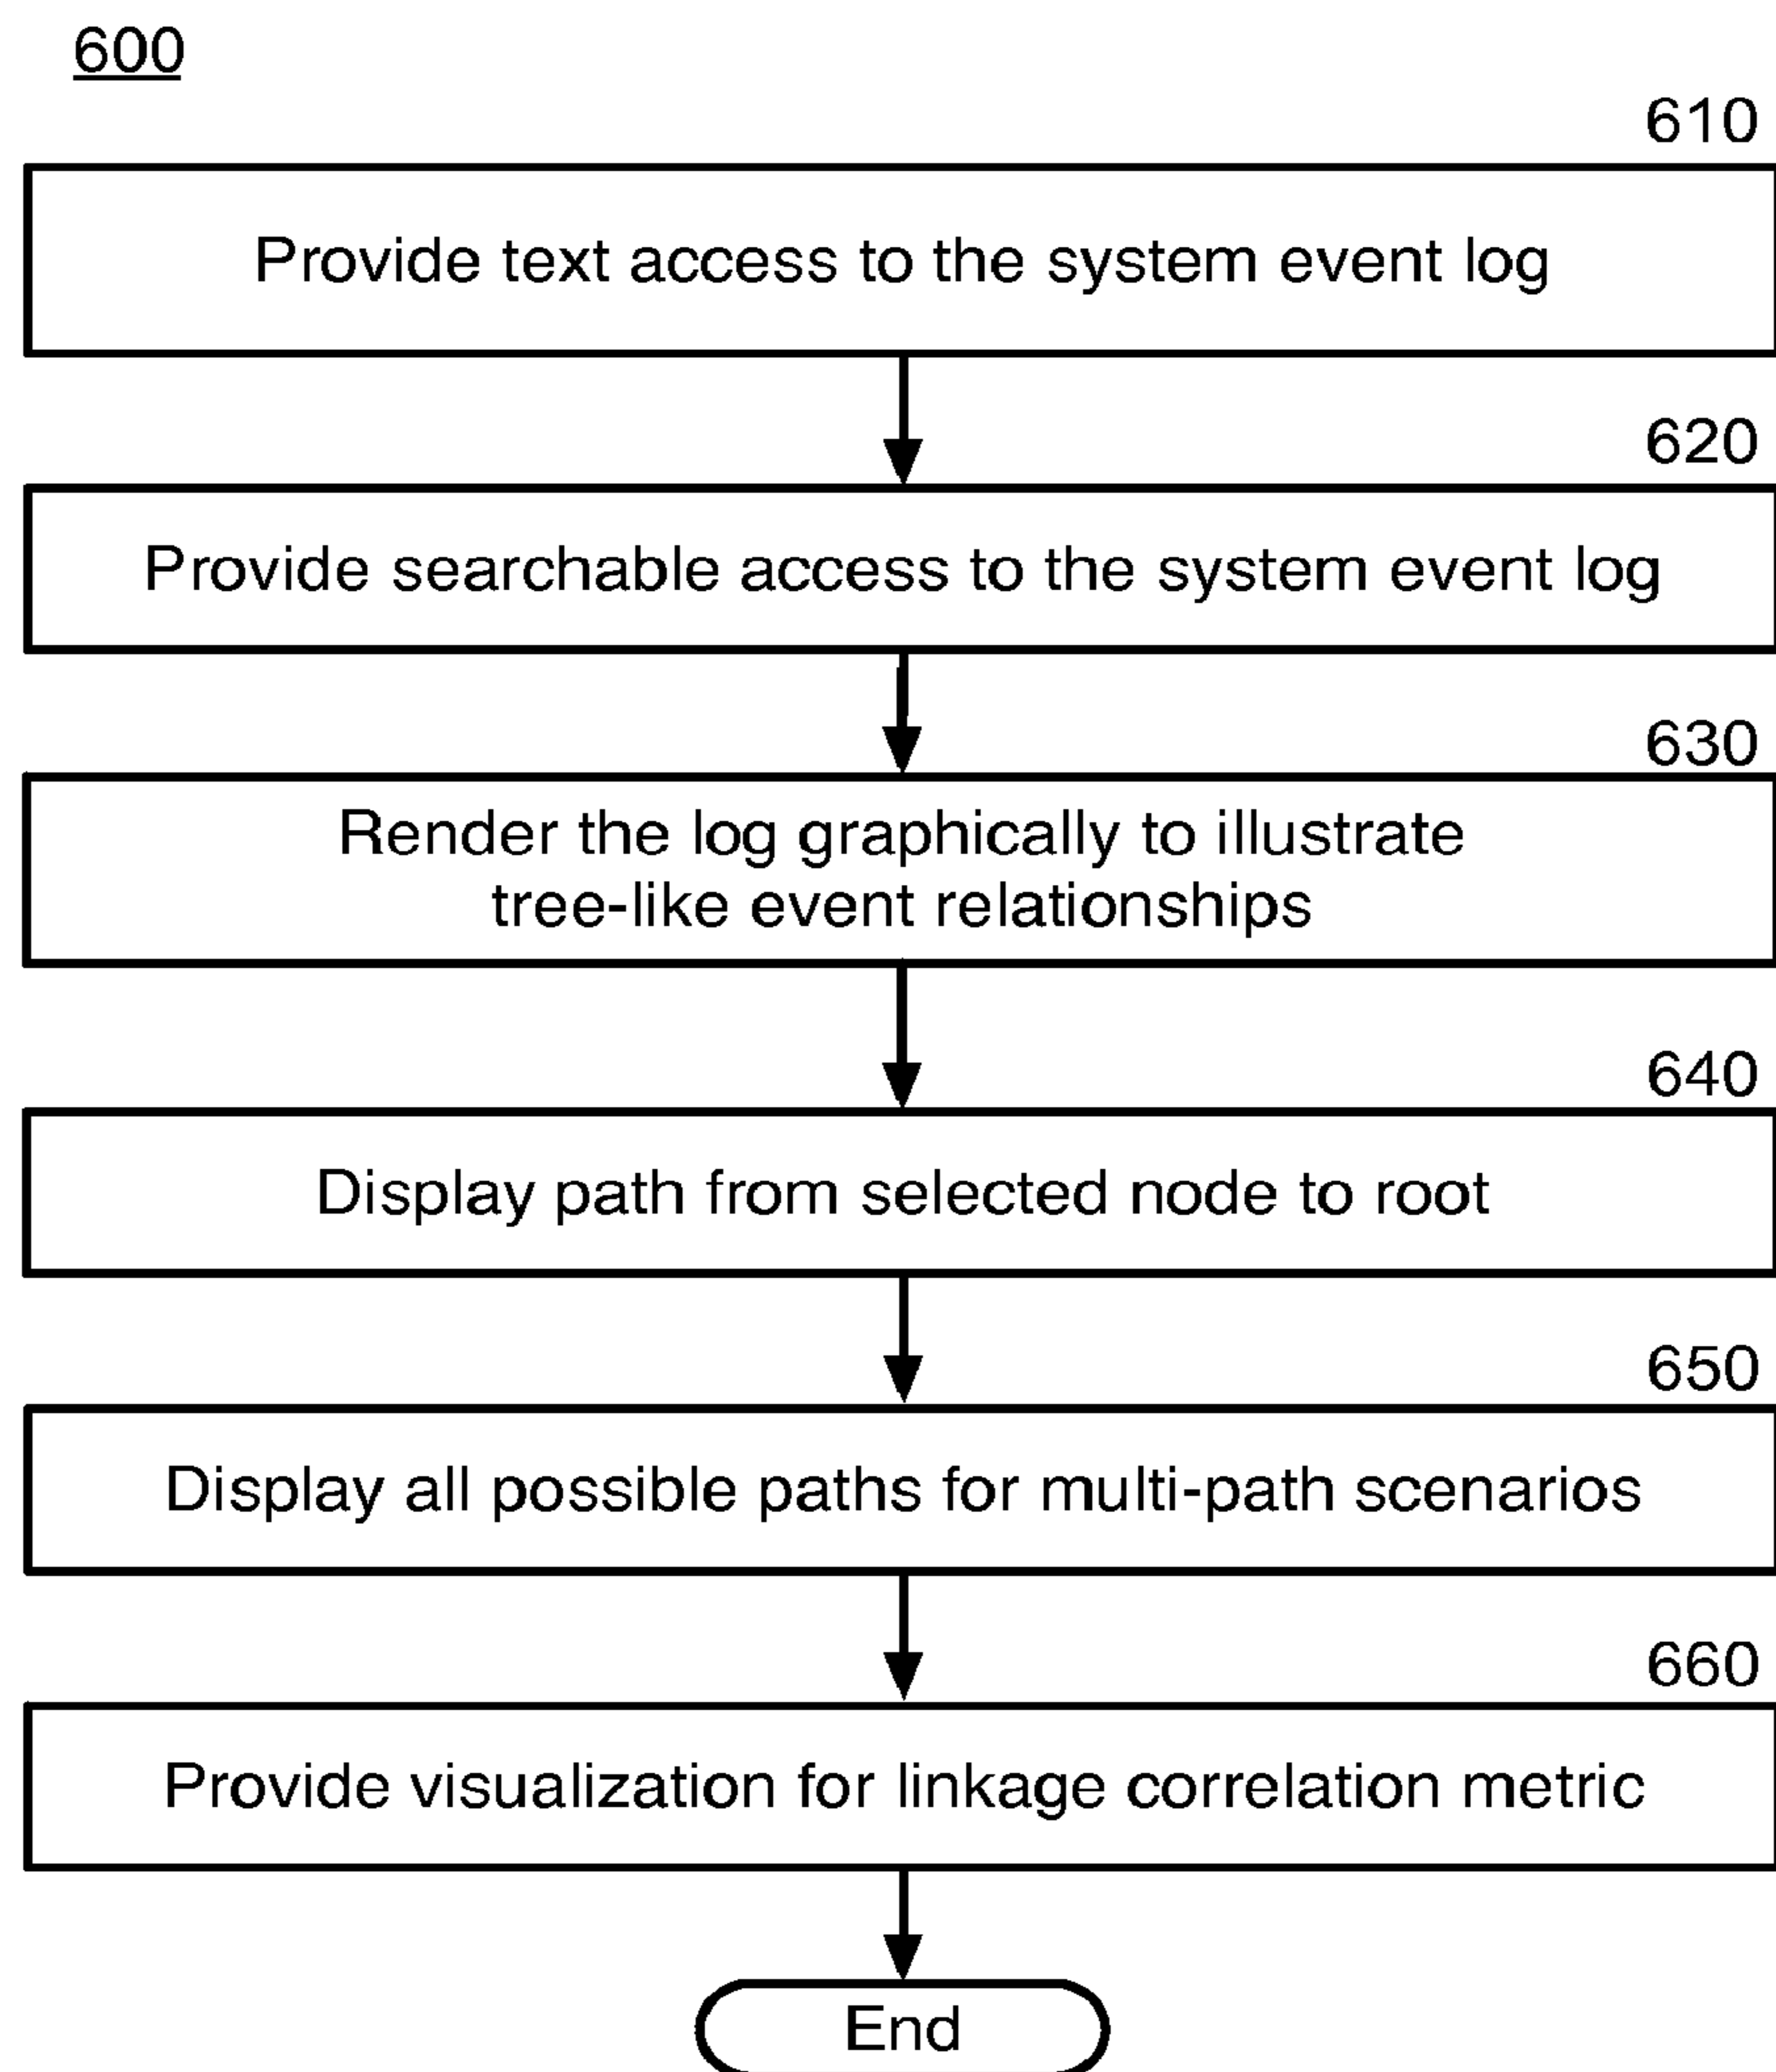 600
610
Provide text access to the system event log
620
Provide searchable access to the system event log
630
Render the log graphically to illustrate
tree-like event relationships
640
Display path from selected node to root
650
Display all possible paths for multi-path scenarios
660
Provide visualization for linkage correlation metric
End